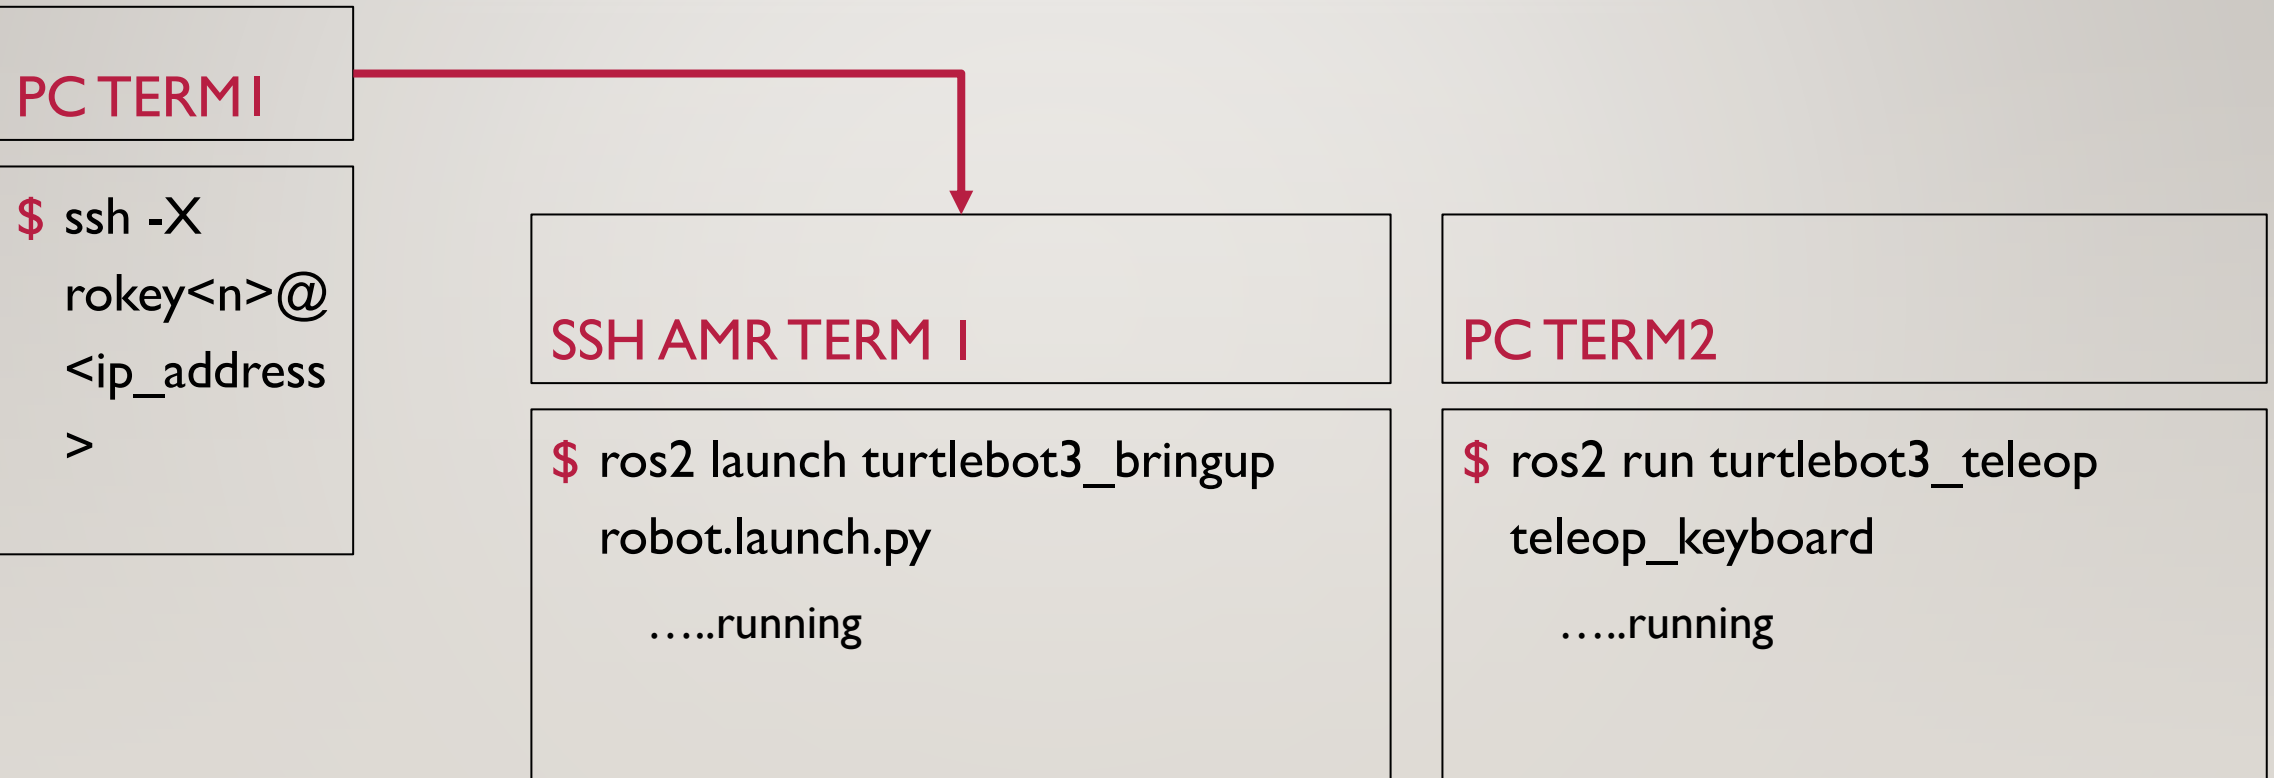 PC TERM1
$ ssh -X
rokey<n>@
<ip_address
>
SSH AMR TERM 1
$ ros2 launch turtlebot3_bringup
robot.launch.py
…..running
PC TERM2
$ ros2 run turtlebot3_teleop
teleop_keyboard
…..running